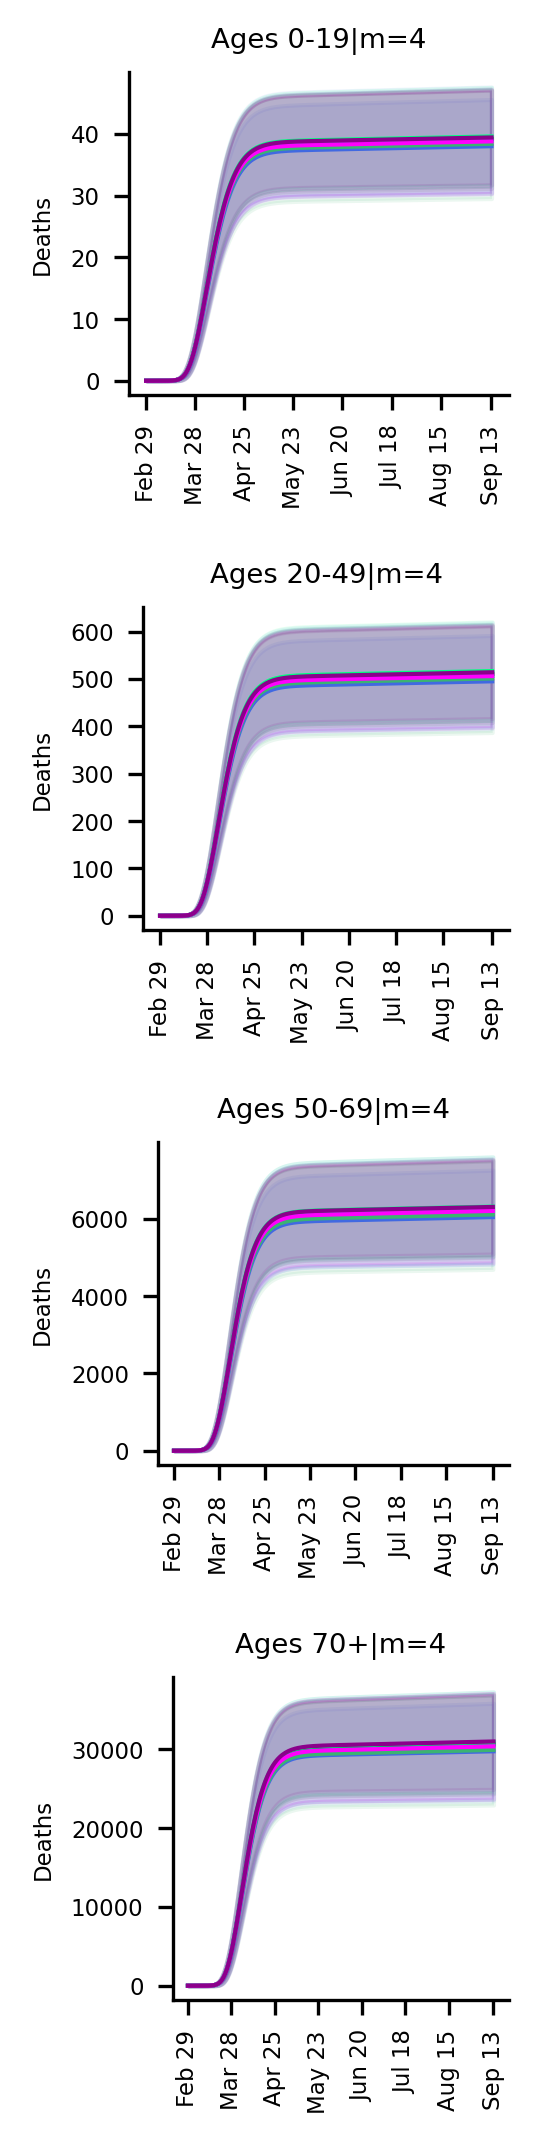 Ages 0-19|m=4
Deaths
40
30
20
10
0
Feb 29
Mar 28
Apr 25
May 23
Jun 20
Jul 18
Aug 15
Sep 13
Ages 20-49|m=4
Deaths
600
500
400
300
200
100
0
Feb 29
Mar 28
Apr 25
May 23
Jun 20
Jul 18
Aug 15
Sep 13
Ages 50-69|m=4
Deaths
6000
4000
2000
0
Feb 29
Mar 28
Apr 25
May 23
Jun 20
Jul 18
Aug 15
Sep 13
Ages 70+|m=4
Deaths
30000
20000
10000
0
Feb 29
Mar 28
Apr 25
May 23
Jun 20
Jul 18
Aug 15
Sep 13